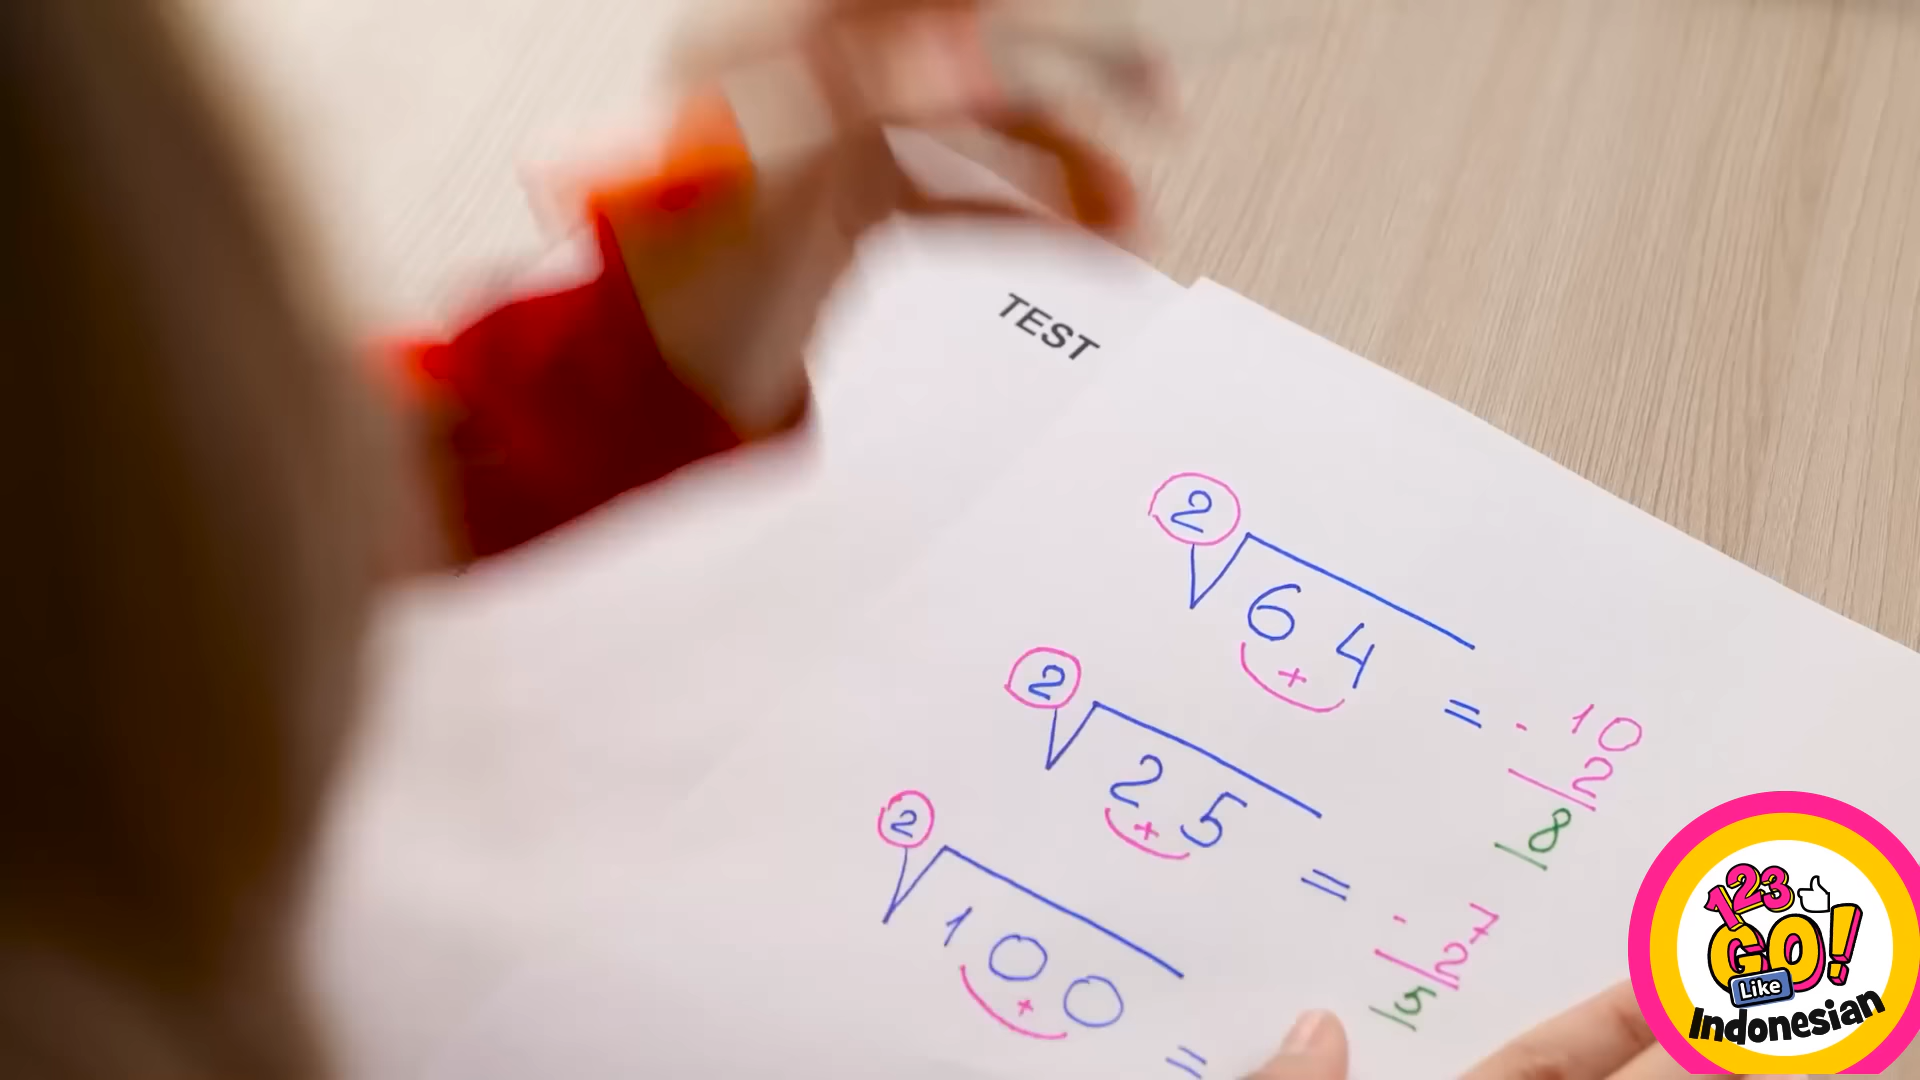 TEST
2√64 = - 10
2
8
2√25 = - 7
2
5
2√100 =
+
+
+
123 GO!
Like
Indonesian